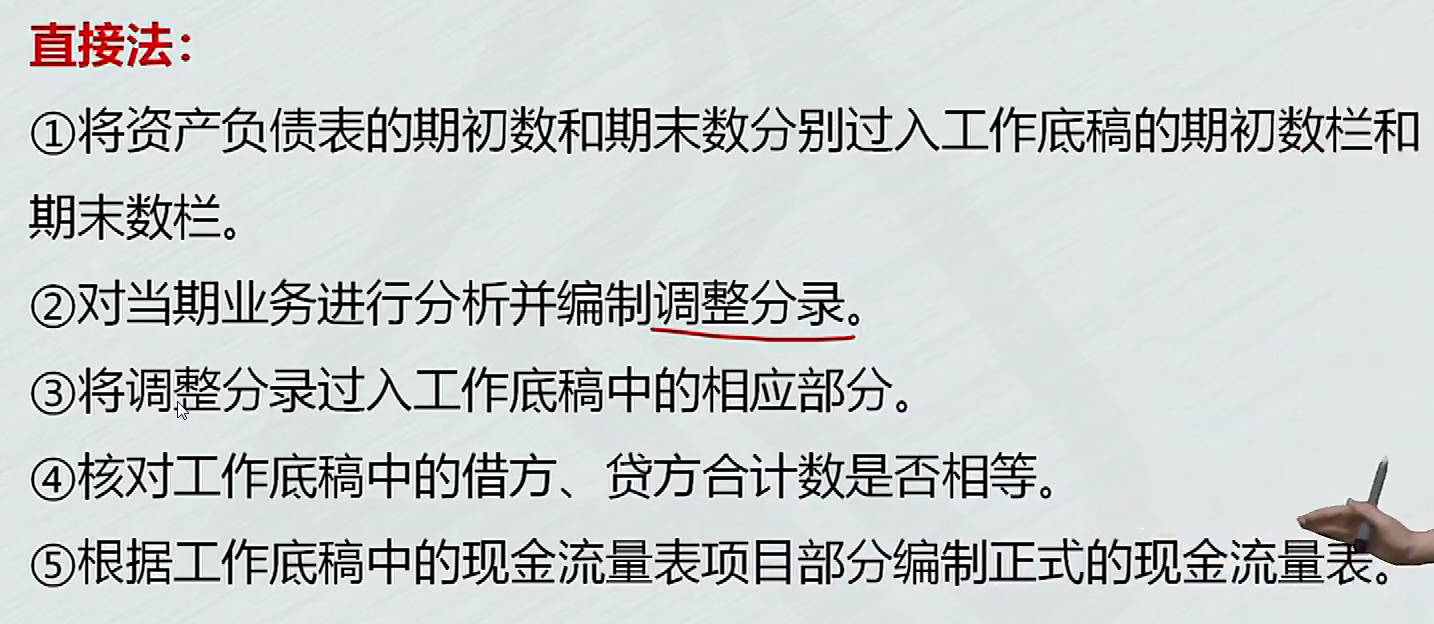 直接法：
①将资产负债表的期初数和期末数分别过入工作底稿的期初数栏和
期末数栏。
②对当期业务进行分析并编制调整分录。
③将调整分录过入工作底稿中的相应部分。
④核对工作底稿中的借方、贷方合计数是否相等。
⑤根据工作底稿中的现金流量表项目部分编制正式的现金流量表。